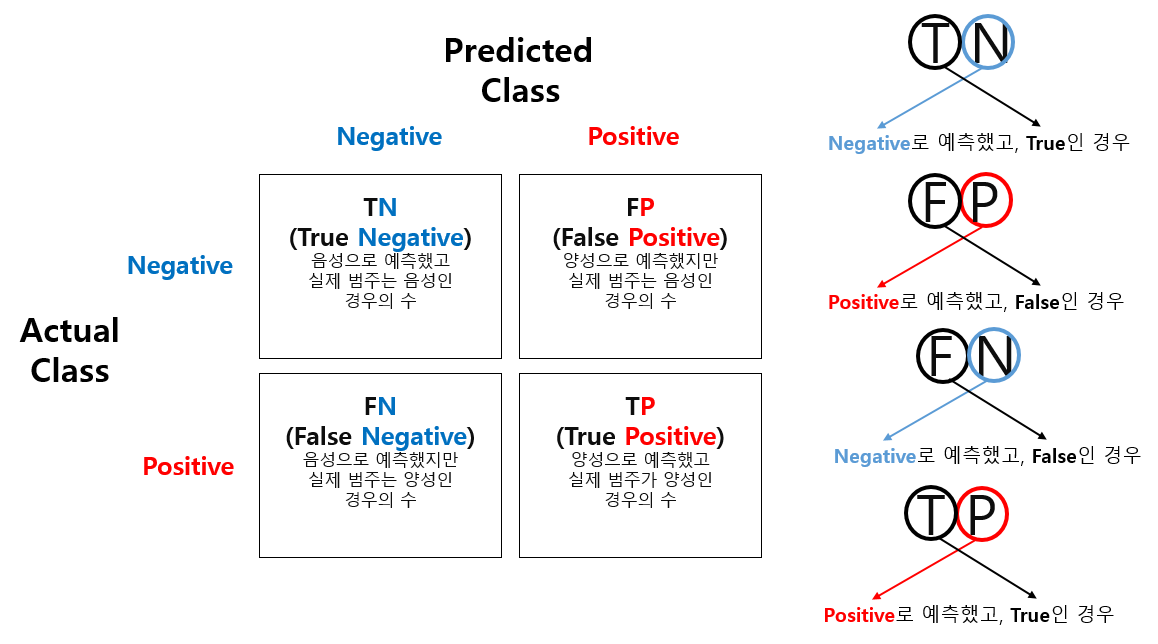 Predicted
Class
Negative
Positive
Actual
Class
Negative
Positive
TN
(True Negative)
음성으로 예측했고
실제 범주는 음성인
경우의 수
FP
(False Positive)
양성으로 예측했지만
실제 범주는 음성인
경우의 수
FN
(False Negative)
음성으로 예측했지만
실제 범주는 양성인
경우의 수
TP
(True Positive)
양성으로 예측했고
실제 범주가 양성인
경우의 수
TN
Negative로 예측했고, True인 경우
FP
Positive로 예측했고, False인 경우
FN
Negative로 예측했고, False인 경우
TP
Positive로 예측했고, True인 경우